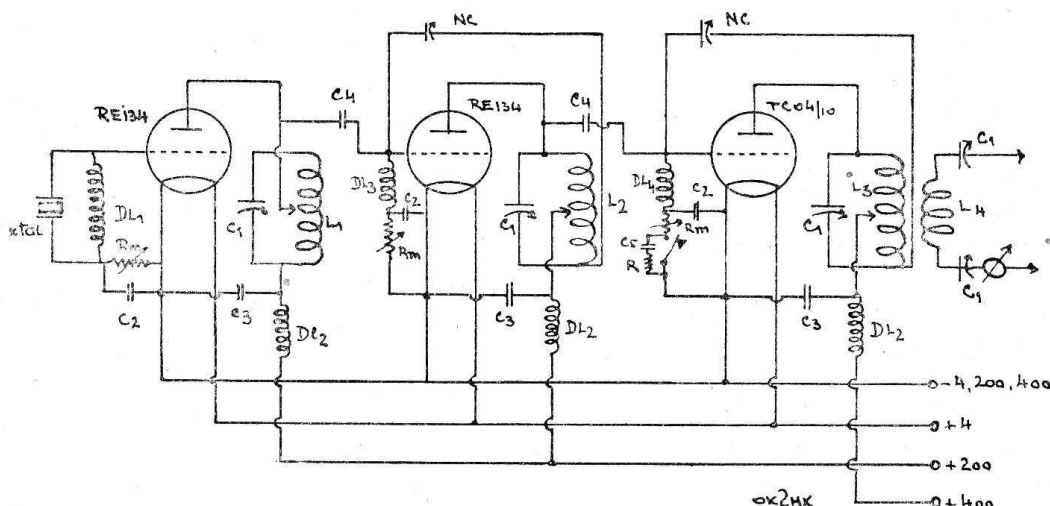 NC
NC
RE134
C4
RE134
C4
TC04/10
C1
xtal
DL1
Rm
C1
L1
DL3
C2
Rm
C1
L2
DL4
C2
Rm
C5
R
C1
L3
L4
C1
C2
C3
DL2
C3
DL2
C3
DL2
-4, 200, 400
+4
+200
+400
OK2HX